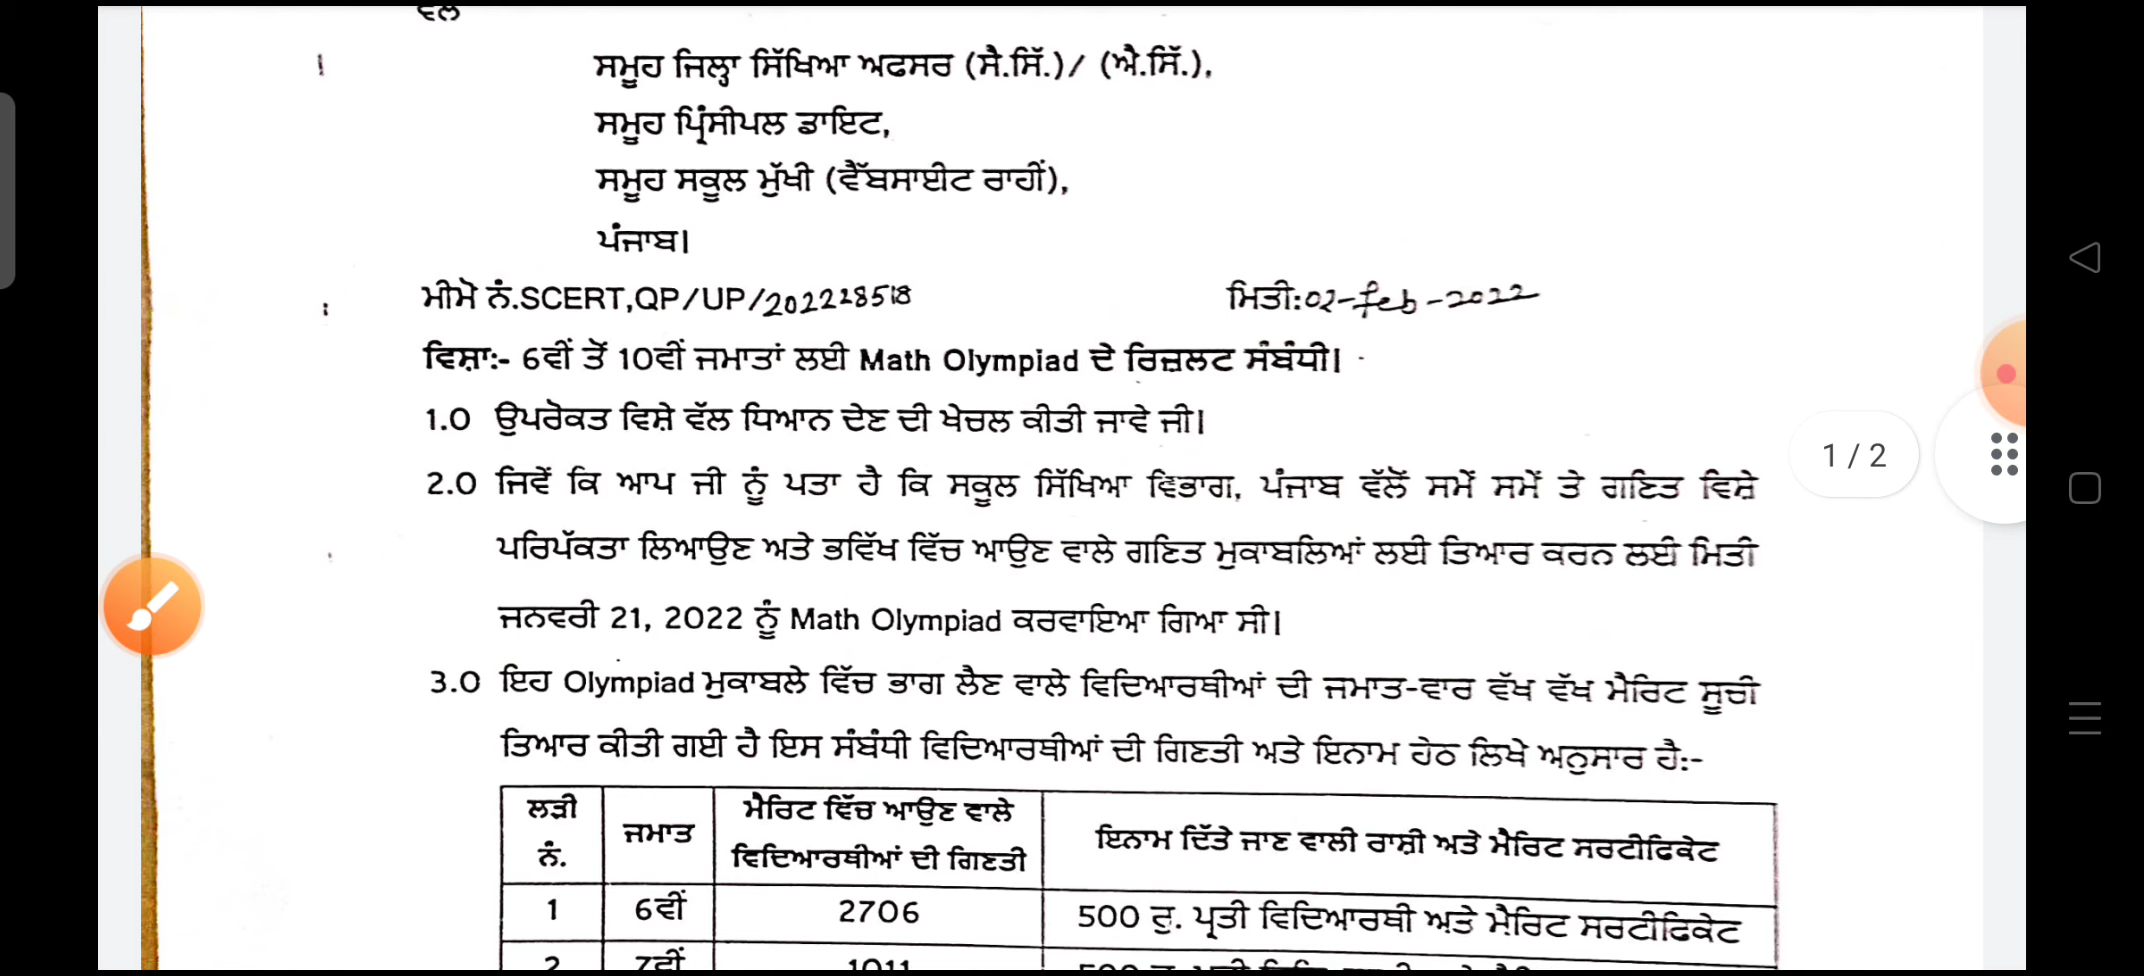 ਵੱਲ
ਸਮੂਹ ਜਿਲ੍ਹਾ ਸਿੱਖਿਆ ਅਫਸਰ (ਸੈ.ਸਿੱ.)/ (ਐ.ਸਿੱ.),
ਸਮੂਹ ਪ੍ਰਿੰਸੀਪਲ ਡਾਇਟ,
ਸਮੂਹ ਸਕੂਲ ਮੁੱਖੀ (ਵੈੱਬਸਾਈਟ ਰਾਹੀਂ),
ਪੰਜਾਬ।
ਮੀਮੋ ਨੰ.SCERT,QP/UP/202228518 ਮਿਤੀ:02-feb-2022
ਵਿਸ਼ਾ:- 6ਵੀਂ ਤੋਂ 10ਵੀਂ ਜਮਾਤਾਂ ਲਈ Math Olympiad ਦੇ ਰਿਜ਼ਲਟ ਸੰਬੰਧੀ।
1.0 ਉਪਰੋਕਤ ਵਿਸ਼ੇ ਵੱਲ ਧਿਆਨ ਦੇਣ ਦੀ ਖੇਚਲ ਕੀਤੀ ਜਾਵੇ ਜੀ।
1 / 2
2.0 ਜਿਵੇਂ ਕਿ ਆਪ ਜੀ ਨੂੰ ਪਤਾ ਹੈ ਕਿ ਸਕੂਲ ਸਿੱਖਿਆ ਵਿਭਾਗ, ਪੰਜਾਬ ਵੱਲੋਂ ਸਮੇਂ ਸਮੇਂ ਤੇ ਗਣਿਤ ਵਿਸ਼ੇ
ਪਰਿਪੱਕਤਾ ਲਿਆਉਣ ਅਤੇ ਭਵਿੱਖ ਵਿੱਚ ਆਉਣ ਵਾਲੇ ਗਣਿਤ ਮੁਕਾਬਲਿਆਂ ਲਈ ਤਿਆਰ ਕਰਨ ਲਈ ਮਿਤੀ
ਜਨਵਰੀ 21, 2022 ਨੂੰ Math Olympiad ਕਰਵਾਇਆ ਗਿਆ ਸੀ।
3.0 ਇਹ Olympiad ਮੁਕਾਬਲੇ ਵਿੱਚ ਭਾਗ ਲੈਣ ਵਾਲੇ ਵਿਦਿਆਰਥੀਆਂ ਦੀ ਜਮਾਤ-ਵਾਰ ਵੱਖ ਵੱਖ ਮੈਰਿਟ ਸੂਚੀ
ਤਿਆਰ ਕੀਤੀ ਗਈ ਹੈ ਇਸ ਸੰਬੰਧੀ ਵਿਦਿਆਰਥੀਆਂ ਦੀ ਗਿਣਤੀ ਅਤੇ ਇਨਾਮ ਹੇਠ ਲਿਖੇ ਅਨੁਸਾਰ ਹੈ:-
ਲੜੀ ਨੰ.
ਜਮਾਤ
ਮੈਰਿਟ ਵਿੱਚ ਆਉਣ ਵਾਲੇ
ਵਿਦਿਆਰਥੀਆਂ ਦੀ ਗਿਣਤੀ
ਇਨਾਮ ਦਿੱਤੇ ਜਾਣ ਵਾਲੀ ਰਾਸ਼ੀ ਅਤੇ ਮੈਰਿਟ ਸਰਟੀਫਿਕੇਟ
1 6ਵੀਂ 2706 500 ਰੁ. ਪ੍ਰਤੀ ਵਿਦਿਆਰਥੀ ਅਤੇ ਮੈਰਿਟ ਸਰਟੀਫਿਕੇਟ
2 7ਵੀਂ 1011